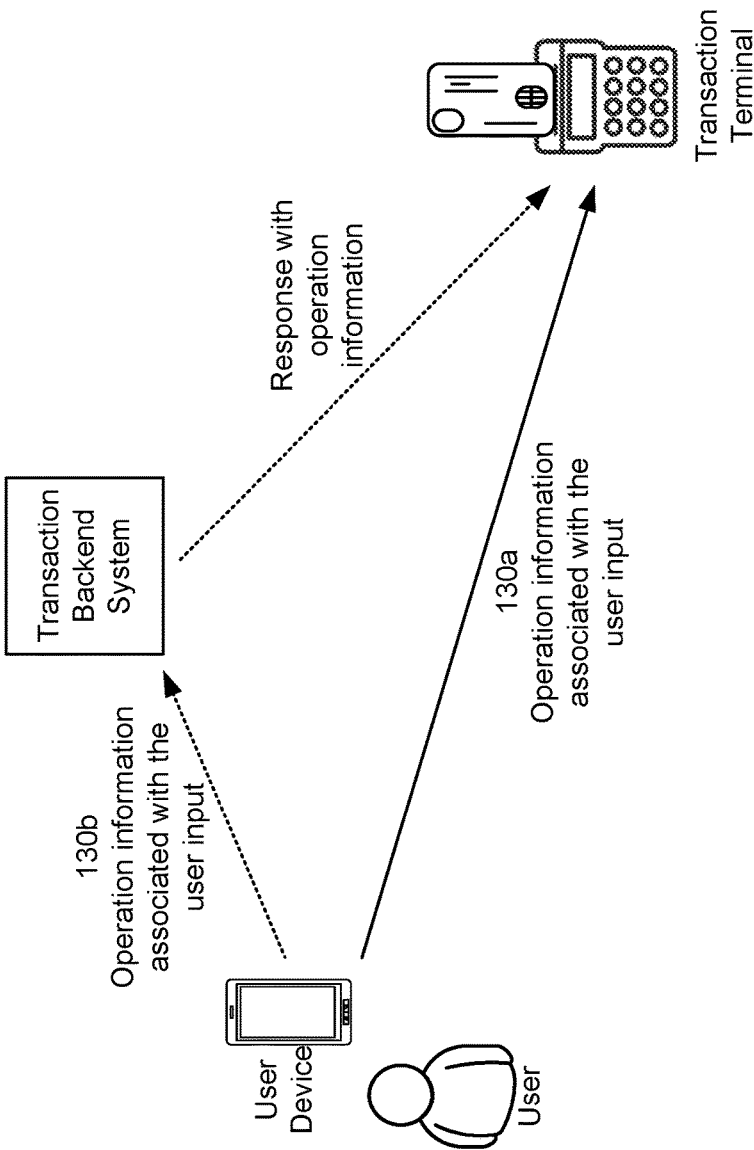 Transaction
Backend
System
130b
Operation information
associated with the
user input
Response with
operation
information
130a
Operation information
associated with the
user input
User
Device
User
Transaction
Terminal